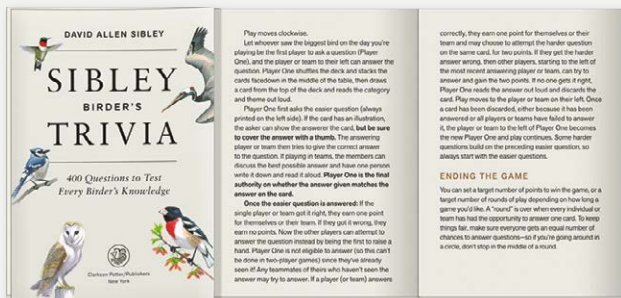 DAVID ALLEN SIBLEY
SIBLEY
BIRDER'S
TRIVIA
400 Questions to Test
Every Birder's Knowledge
Clarkson Potter/Publishers
New York
Play moves clockwise.
Let whoever saw the biggest bird on the day you're
playing be the first player to ask a question (Player
One), and the player or team to their left can answer the
question. Player One shuffles the deck and stacks the
cards facedown in the middle of the table, then draws
a card from the top of the deck and reads the category
and theme out loud.
Player One first asks the easier question (always
printed on the left side). If the card has an illustration,
the asker can show the answerer the card, but be sure
to cover the answer with a thumb. The answering
player or team then tries to give the correct answer
to the question. If playing in teams, the members can
discuss the best possible answer and have one person
write it down and read it aloud. Player One is the final
authority on whether the answer given matches the
answer on the card.
Once the easier question is answered: If the
single player or team got it right, they earn one point
for themselves or their team. If they got it wrong, they
earn no points. Now the other players can attempt to
answer the question instead by being the first to raise a
hand. Player One is not eligible to answer (so this can't
be done in two-player games) since they've already
seen it! Any teammates of theirs who haven't seen the
answer may try to answer. If a player (or team) answers
correctly, they earn one point for themselves or their
team and may choose to attempt the harder question
on the same card, for two points. If they get the harder
answer wrong, then other players, starting to the left of
the most recent answering player or team, can try to
answer and gain the two points. If no one gets it right,
Player One reads the answer out loud and discards the
card. Play moves to the player or team on their left. Once
a card has been discarded, either because it has been
answered or all players or teams have failed to answer
it, the player or team to the left of Player One becomes
the new Player One and play continues. Some harder
questions build on the preceding easier question, so
always start with the easier questions.
ENDING THE GAME
You can set a target number of points to win the game, or a
target number of rounds of play depending on how long a
game you'd like. A "round" is over when every individual or
team has had the opportunity to answer one card. To keep
things fair, make sure everyone gets an equal number of
chances to answer questions—so if you're going around in
a circle, don't stop in the middle of a round.